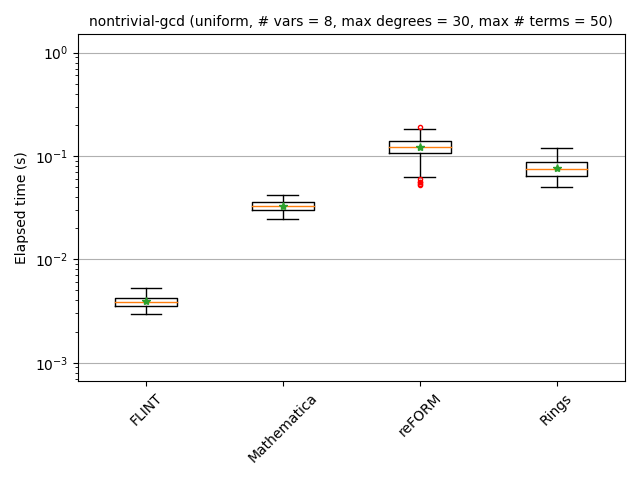 nontrivial-gcd (uniform, # vars = 8, max degrees = 30, max # terms = 50)
Elapsed time (s)
10⁰
10⁻¹
10⁻²
10⁻³
FLINT
Mathematica
reFORM
Rings